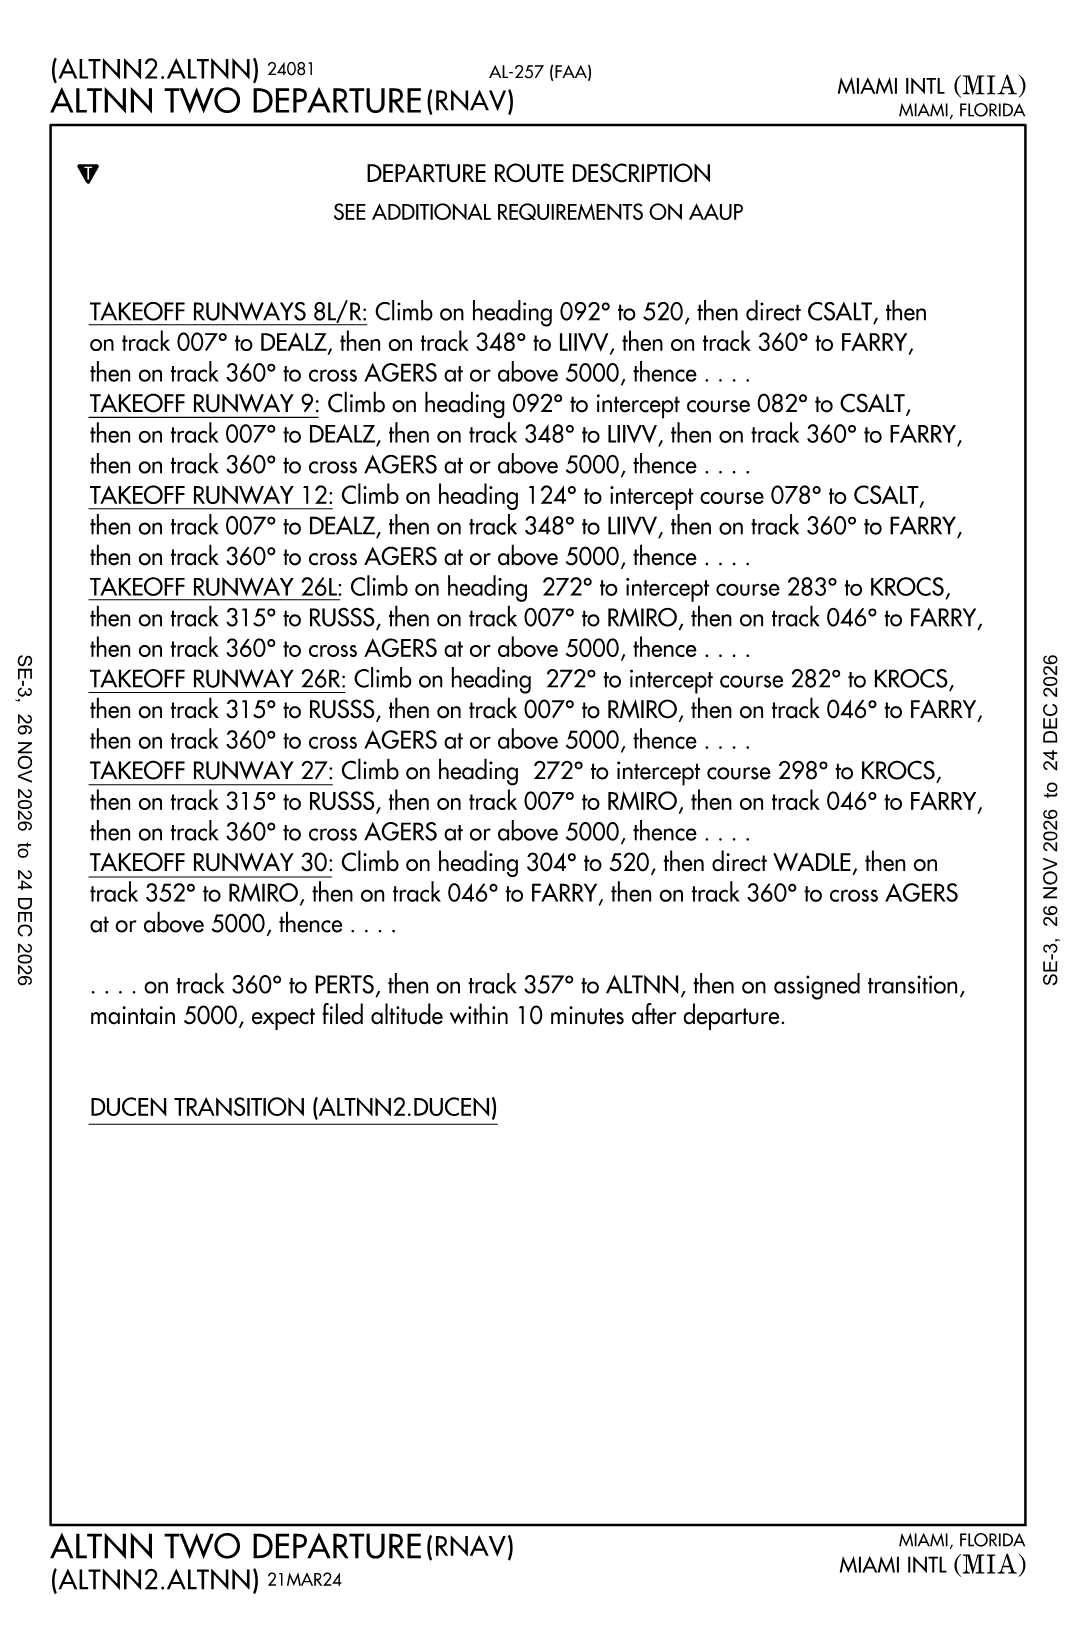 (ALTNN2.ALTNN) 24081
AL-257 (FAA)
MIAMI INTL (MIA)
ALTNN TWO DEPARTURE (RNAV)
MIAMI, FLORIDA
T
DEPARTURE ROUTE DESCRIPTION
SEE ADDITIONAL REQUIREMENTS ON AAUP
TAKEOFF RUNWAYS 8L/R: Climb on heading 092° to 520, then direct CSALT, then
on track 007° to DEALZ, then on track 348° to LIIVV, then on track 360° to FARRY,
then on track 360° to cross AGERS at or above 5000, thence . . . .
TAKEOFF RUNWAY 9: Climb on heading 092° to intercept course 082° to CSALT,
then on track 007° to DEALZ, then on track 348° to LIIVV, then on track 360° to FARRY,
then on track 360° to cross AGERS at or above 5000, thence . . . .
TAKEOFF RUNWAY 12: Climb on heading 124° to intercept course 078° to CSALT,
then on track 007° to DEALZ, then on track 348° to LIIVV, then on track 360° to FARRY,
then on track 360° to cross AGERS at or above 5000, thence . . . .
TAKEOFF RUNWAY 26L: Climb on heading 272° to intercept course 283° to KROCS,
then on track 315° to RUSSS, then on track 007° to RMIRO, then on track 046° to FARRY,
then on track 360° to cross AGERS at or above 5000, thence . . . .
TAKEOFF RUNWAY 26R: Climb on heading 272° to intercept course 282° to KROCS,
then on track 315° to RUSSS, then on track 007° to RMIRO, then on track 046° to FARRY,
then on track 360° to cross AGERS at or above 5000, thence . . . .
TAKEOFF RUNWAY 27: Climb on heading 272° to intercept course 298° to KROCS,
then on track 315° to RUSSS, then on track 007° to RMIRO, then on track 046° to FARRY,
then on track 360° to cross AGERS at or above 5000, thence . . . .
TAKEOFF RUNWAY 30: Climb on heading 304° to 520, then direct WADLE, then on
track 352° to RMIRO, then on track 046° to FARRY, then on track 360° to cross AGERS
at or above 5000, thence . . . .
. . . . on track 360° to PERTS, then on track 357° to ALTNN, then on assigned transition,
maintain 5000, expect filed altitude within 10 minutes after departure.
DUCEN TRANSITION (ALTNN2.DUCEN)
SE-3, 26 NOV 2026 to 24 DEC 2026
SE-3, 26 NOV 2026 to 24 DEC 2026
ALTNN TWO DEPARTURE (RNAV)
MIAMI, FLORIDA
(ALTNN2.ALTNN) 21MAR24
MIAMI INTL (MIA)